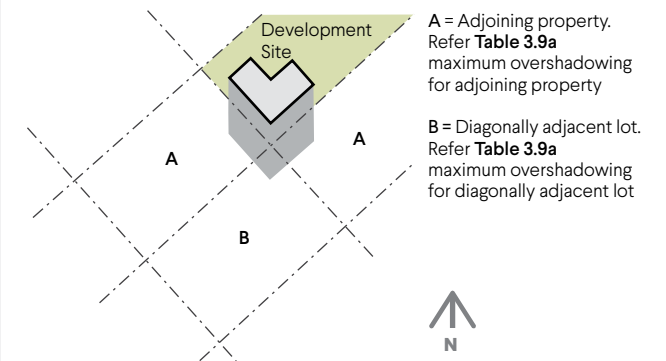 Development
Site
A
A
B
A = Adjoining property.
Refer Table 3.9a
maximum overshadowing
for adjoining property
B = Diagonally adjacent lot.
Refer Table 3.9a
maximum overshadowing
for diagonally adjacent lot
N